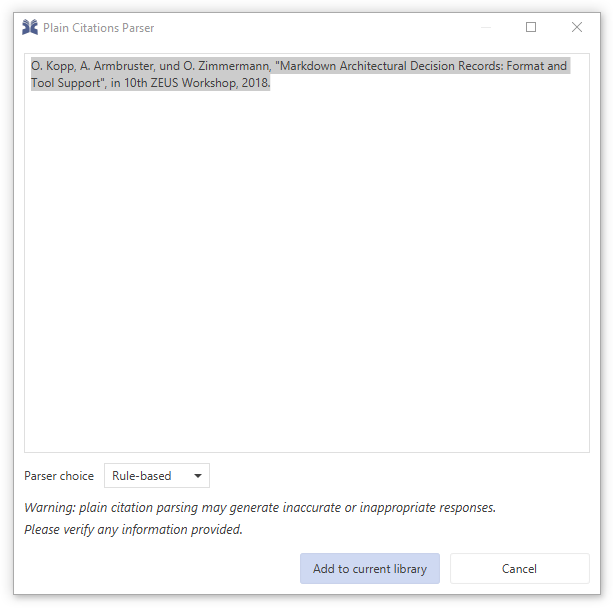 Plain Citations Parser
O. Kopp, A. Armbruster, und O. Zimmermann, "Markdown Architectural Decision Records: Format and
Tool Support", in 10th ZEUS Workshop, 2018.
Parser choice Rule-based
Warning: plain citation parsing may generate inaccurate or inappropriate responses.
Please verify any information provided.
Add to current library Cancel